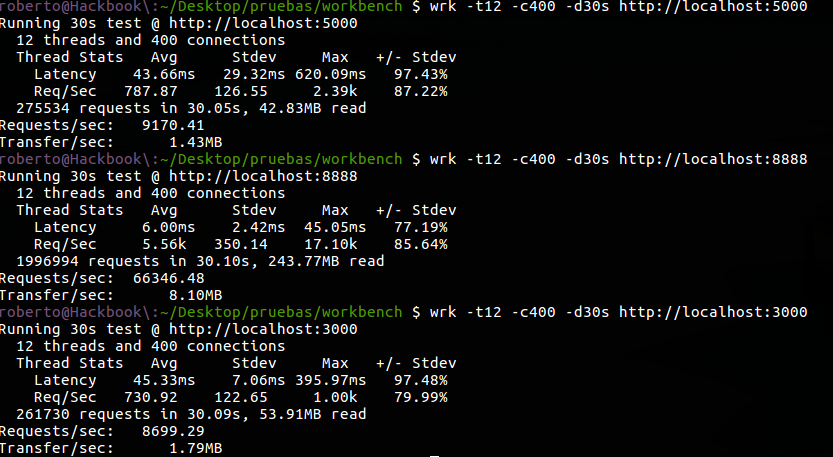 roberto@Hackbook\:~/Desktop/pruebas/workbench $ wrk -t12 -c400 -d30s http://localhost:5000
Running 30s test @ http://localhost:5000
  12 threads and 400 connections
  Thread Stats   Avg      Stdev     Max   +/- Stdev
    Latency    43.66ms   29.32ms 620.09ms   97.43%
    Req/Sec   787.87    126.55     2.39k    87.22%
  275534 requests in 30.05s, 42.83MB read
Requests/sec:   9170.41
Transfer/sec:      1.43MB
roberto@Hackbook\:~/Desktop/pruebas/workbench $ wrk -t12 -c400 -d30s http://localhost:8888
Running 30s test @ http://localhost:8888
  12 threads and 400 connections
  Thread Stats   Avg      Stdev     Max   +/- Stdev
    Latency     6.00ms    2.42ms  45.05ms   77.19%
    Req/Sec     5.56k   350.14    17.10k    85.64%
  1996994 requests in 30.10s, 243.77MB read
Requests/sec:  66346.48
Transfer/sec:      8.10MB
roberto@Hackbook\:~/Desktop/pruebas/workbench $ wrk -t12 -c400 -d30s http://localhost:3000
Running 30s test @ http://localhost:3000
  12 threads and 400 connections
  Thread Stats   Avg      Stdev     Max   +/- Stdev
    Latency    45.33ms    7.06ms 395.97ms   97.48%
    Req/Sec   730.92    122.65     1.00k    79.99%
  261730 requests in 30.09s, 53.91MB read
Requests/sec:   8699.29
Transfer/sec:      1.79MB